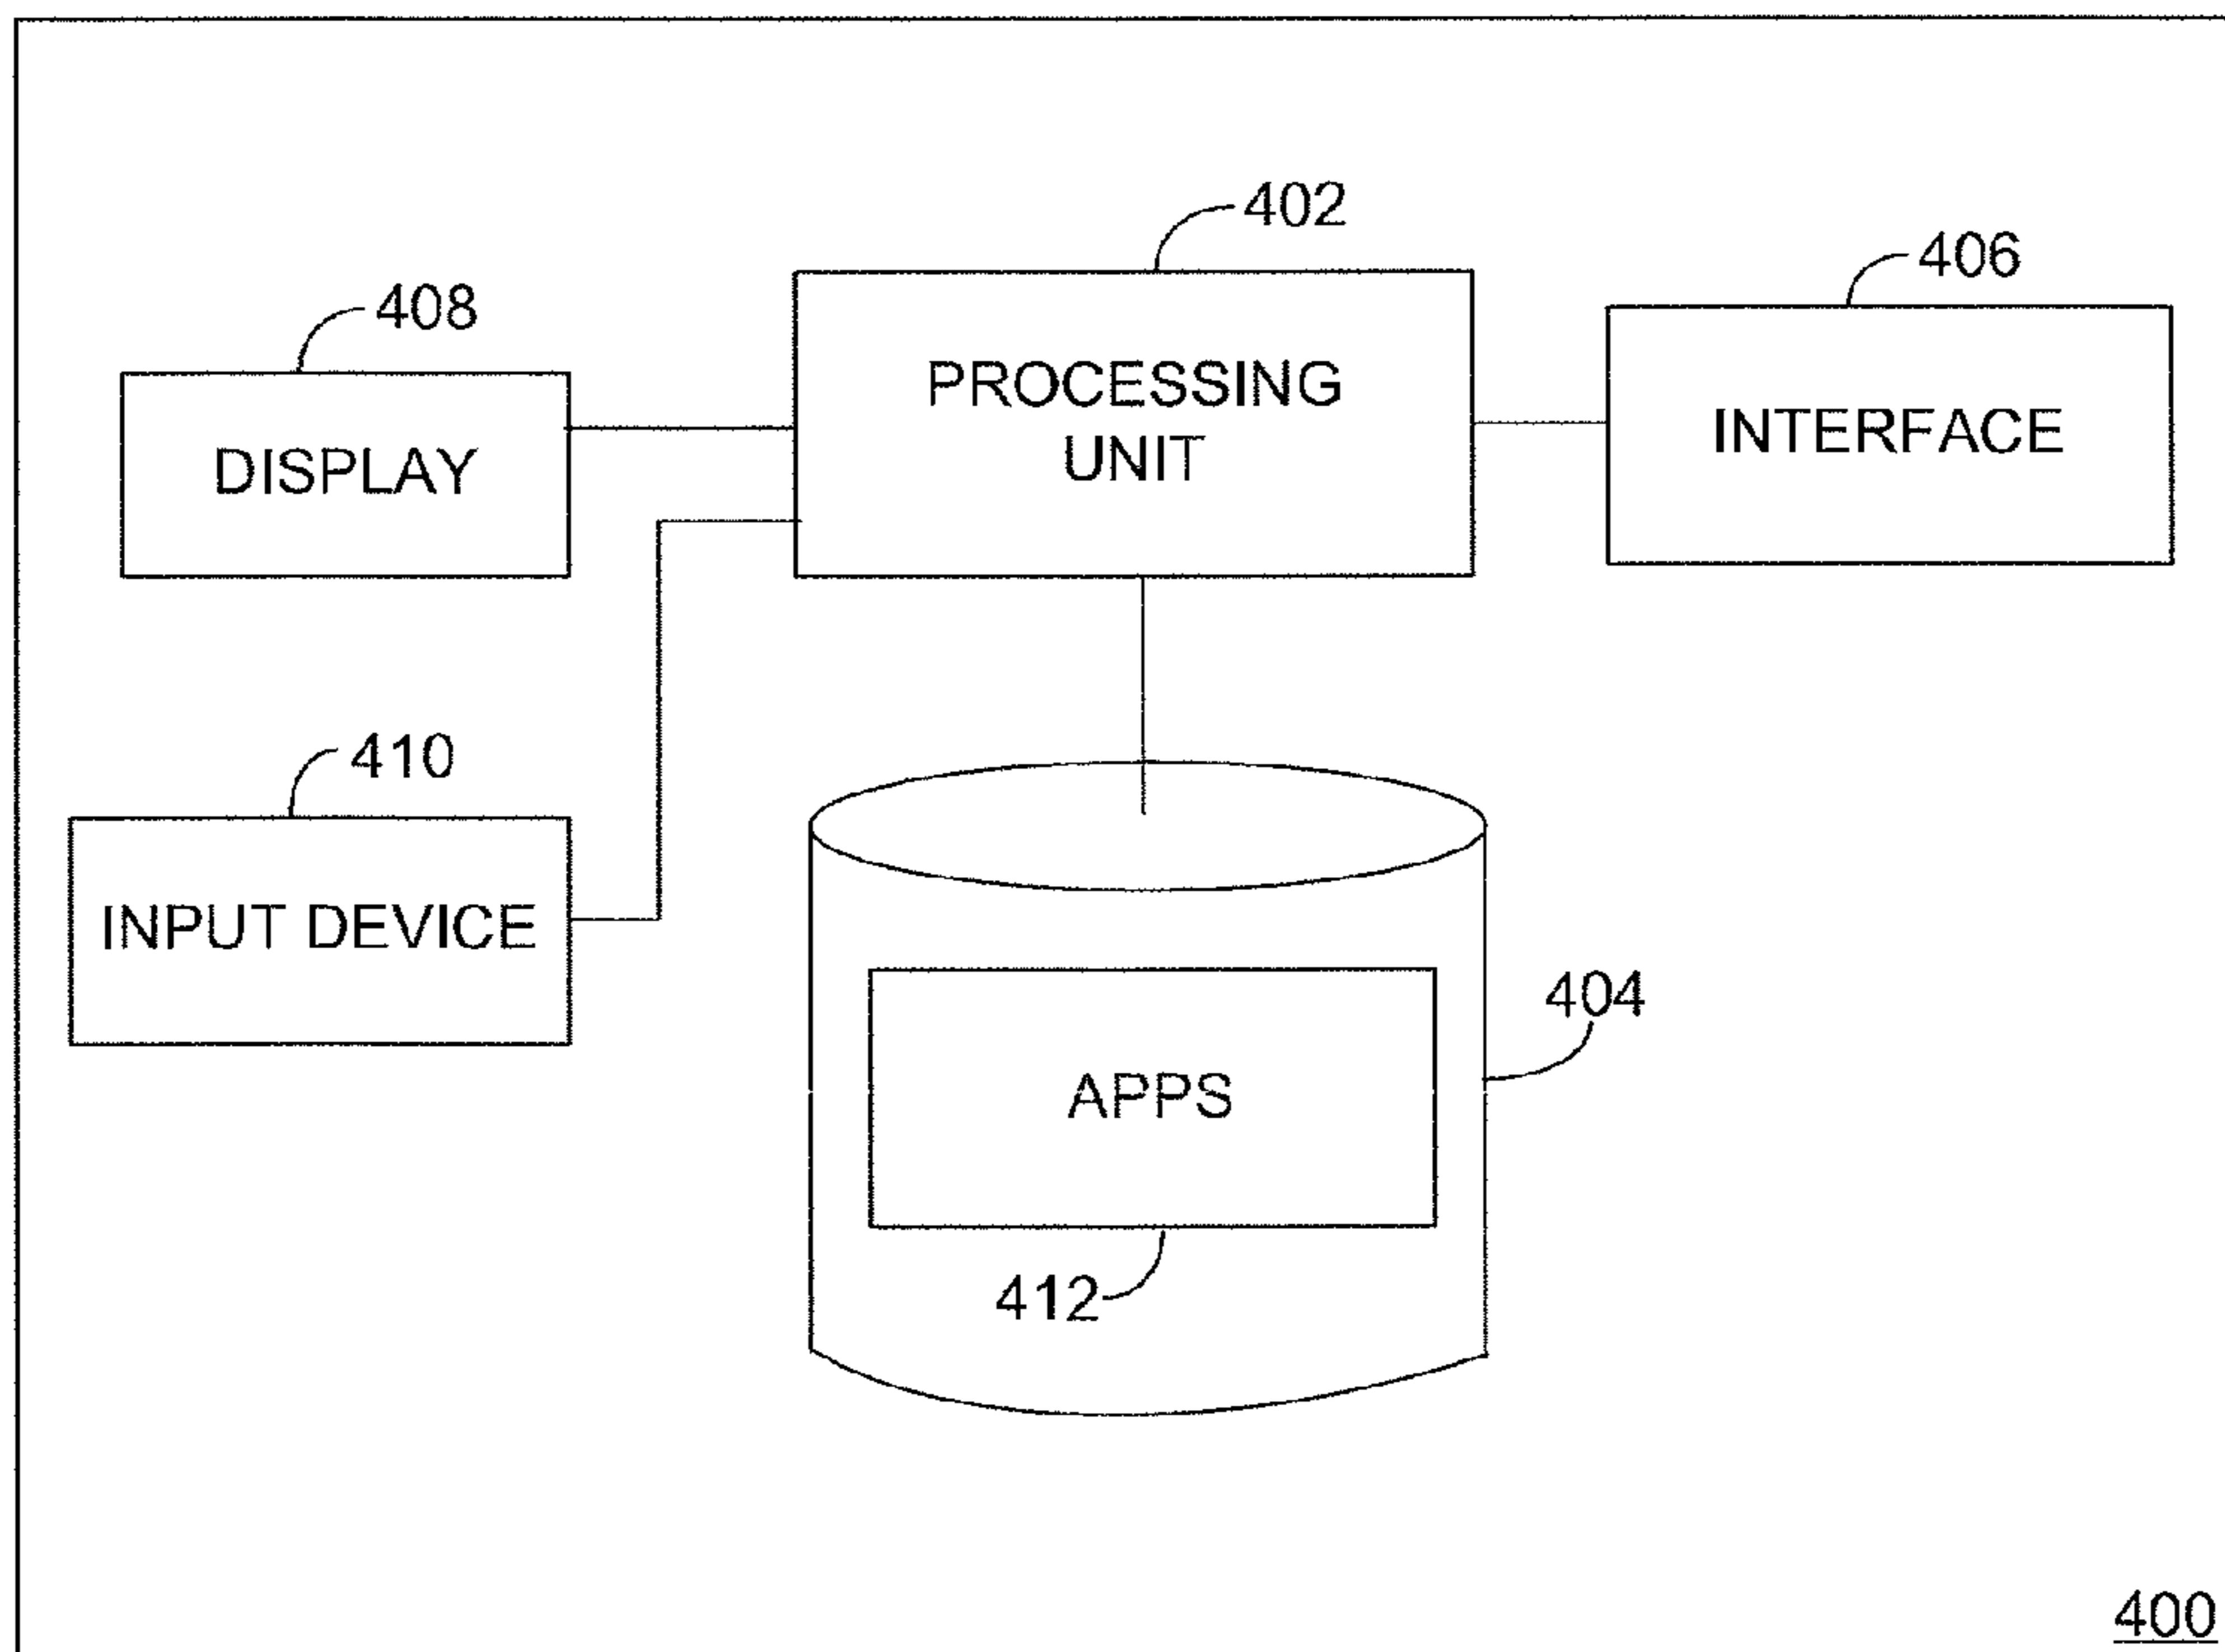 402
406
408
PROCESSING
UNIT
INTERFACE
DISPLAY
410
INPUT DEVICE
404
APPS
412
400